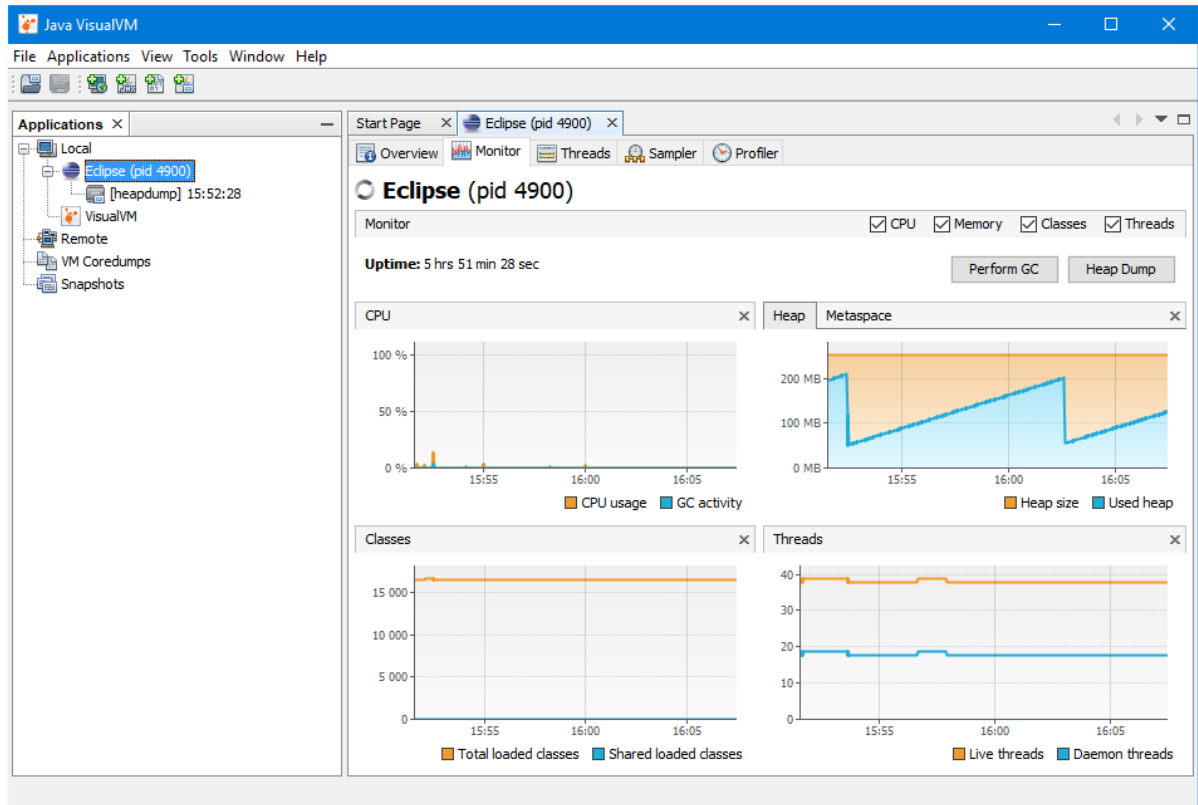 Java VisualVM
File Applications View Tools Window Help
Applications
Local
Eclipse (pid 4900)
[heapdump] 15:52:28
VisualVM
Remote
VM Coredumps
Snapshots
Start Page Eclipse (pid 4900)
Overview Monitor Threads Sampler Profiler
Eclipse (pid 4900)
Monitor CPU Memory Classes Threads
Uptime: 5 hrs 51 min 28 sec Perform GC Heap Dump
CPU
100 %
50 %
0 %
15:55 16:00 16:05
CPU usage GC activity
Heap Metaspace
200 MB
100 MB
0 MB
15:55 16:00 16:05
Heap size Used heap
Classes
15 000
10 000
5 000
0
15:55 16:00 16:05
Total loaded classes Shared loaded classes
Threads
40
30
20
10
0
15:55 16:00 16:05
Live threads Daemon threads